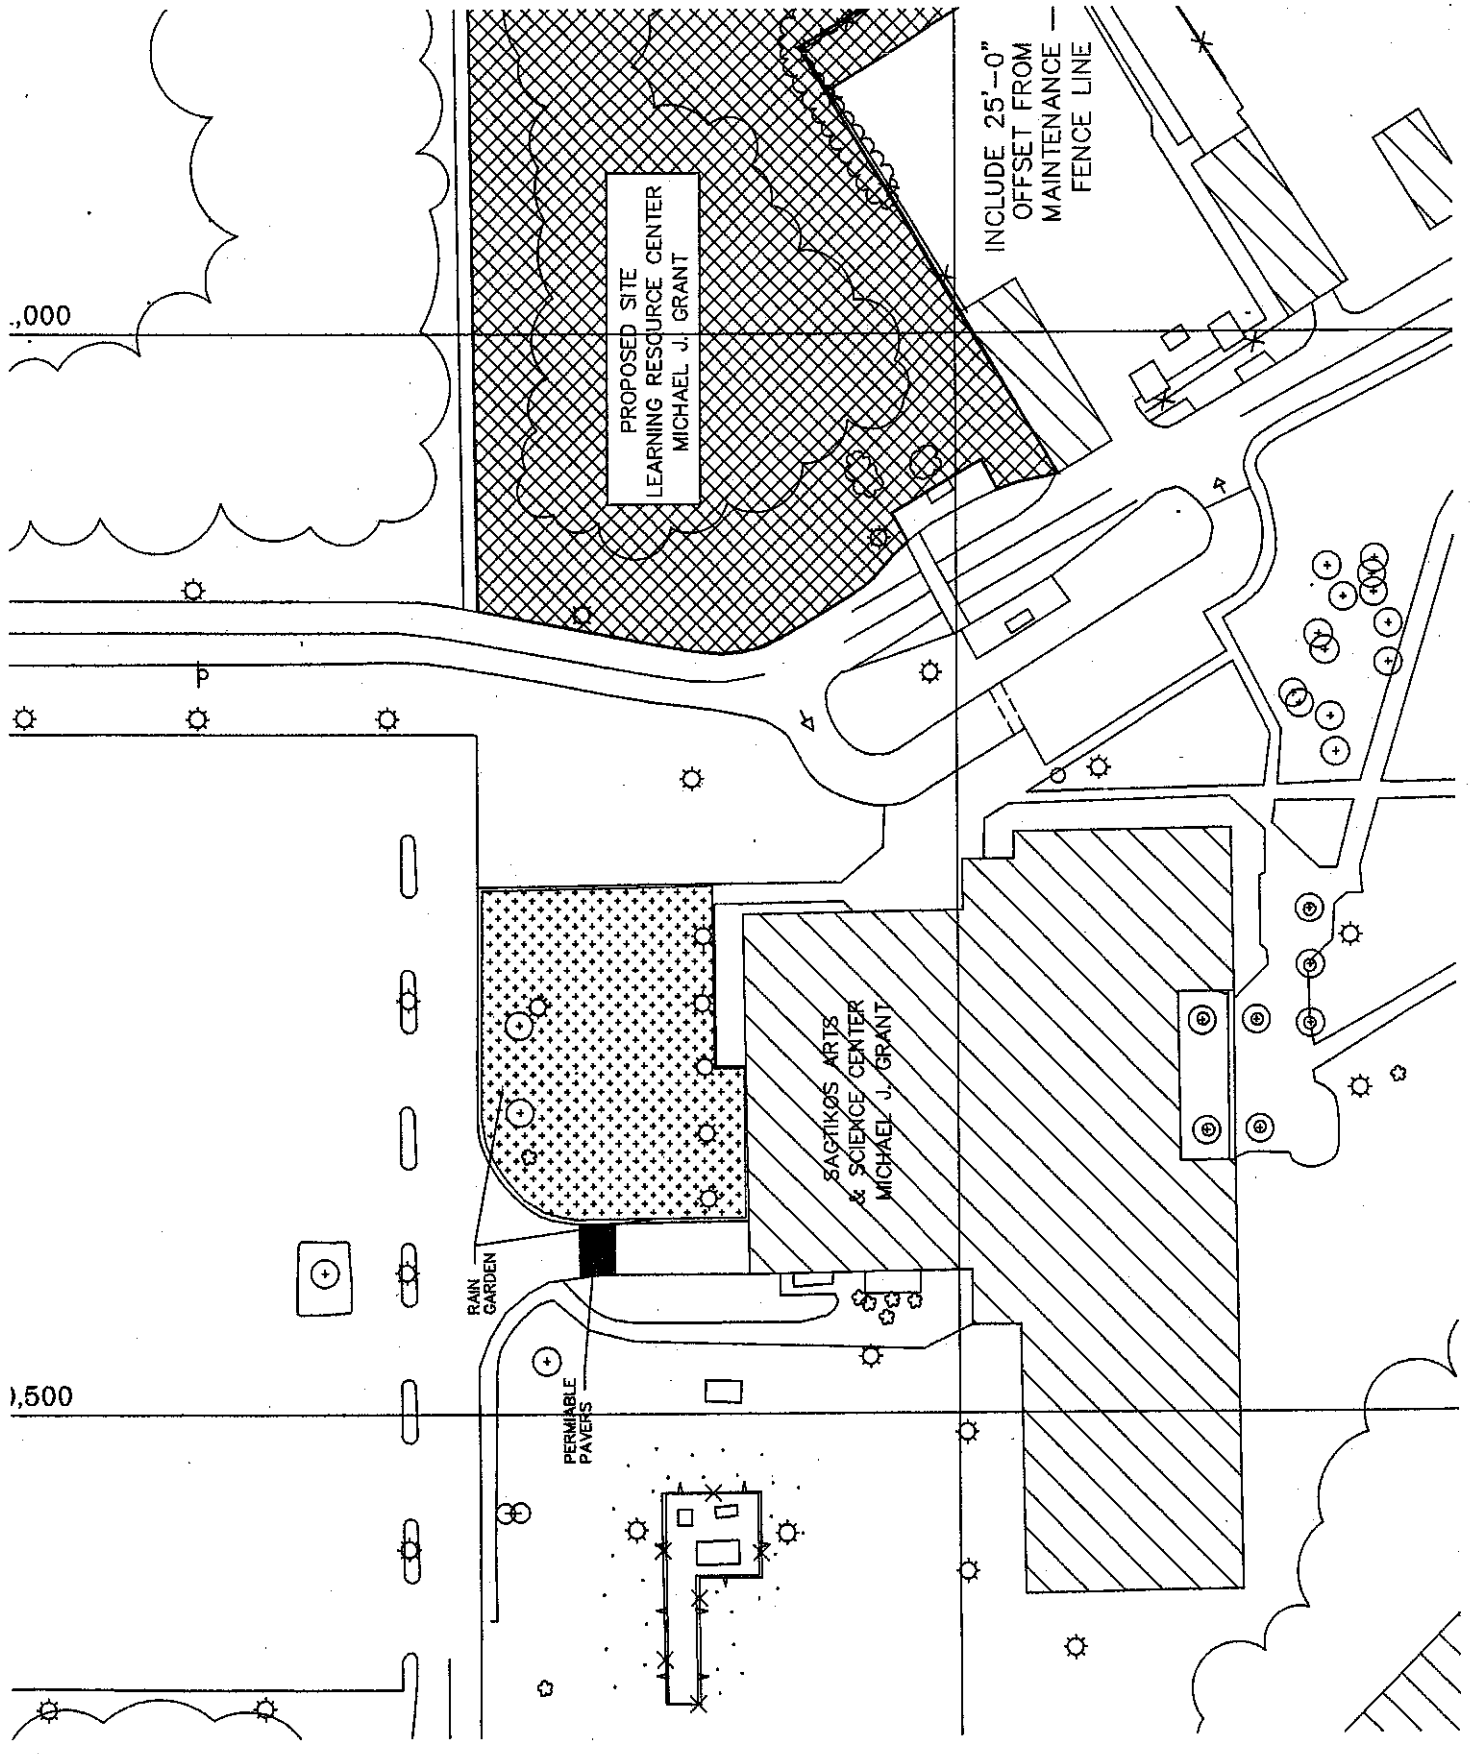 INCLUDE 25'-0"
OFFSET FROM
MAINTENANCE
FENCE LINE
PROPOSED SITE
LEARNING RESOURCE CENTER
MICHAEL J. GRANT
,000
SAGTIKOS ARTS
& SCIENCE CENTER
MICHAEL J. GRANT
RAIN
GARDEN
PERMIABLE
PAVERS
,500